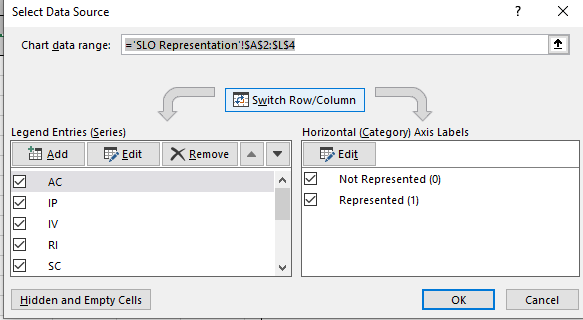 Select Data Source
? ×
Chart data range:
='SLO Representation'!$A$2:$L$4
Switch Row/Column
Legend Entries (Series)
Horizontal (Category) Axis Labels
Add
Edit
Remove
Edit
AC
IP
IV
RI
SC
Not Represented (0)
Represented (1)
Hidden and Empty Cells
OK
Cancel